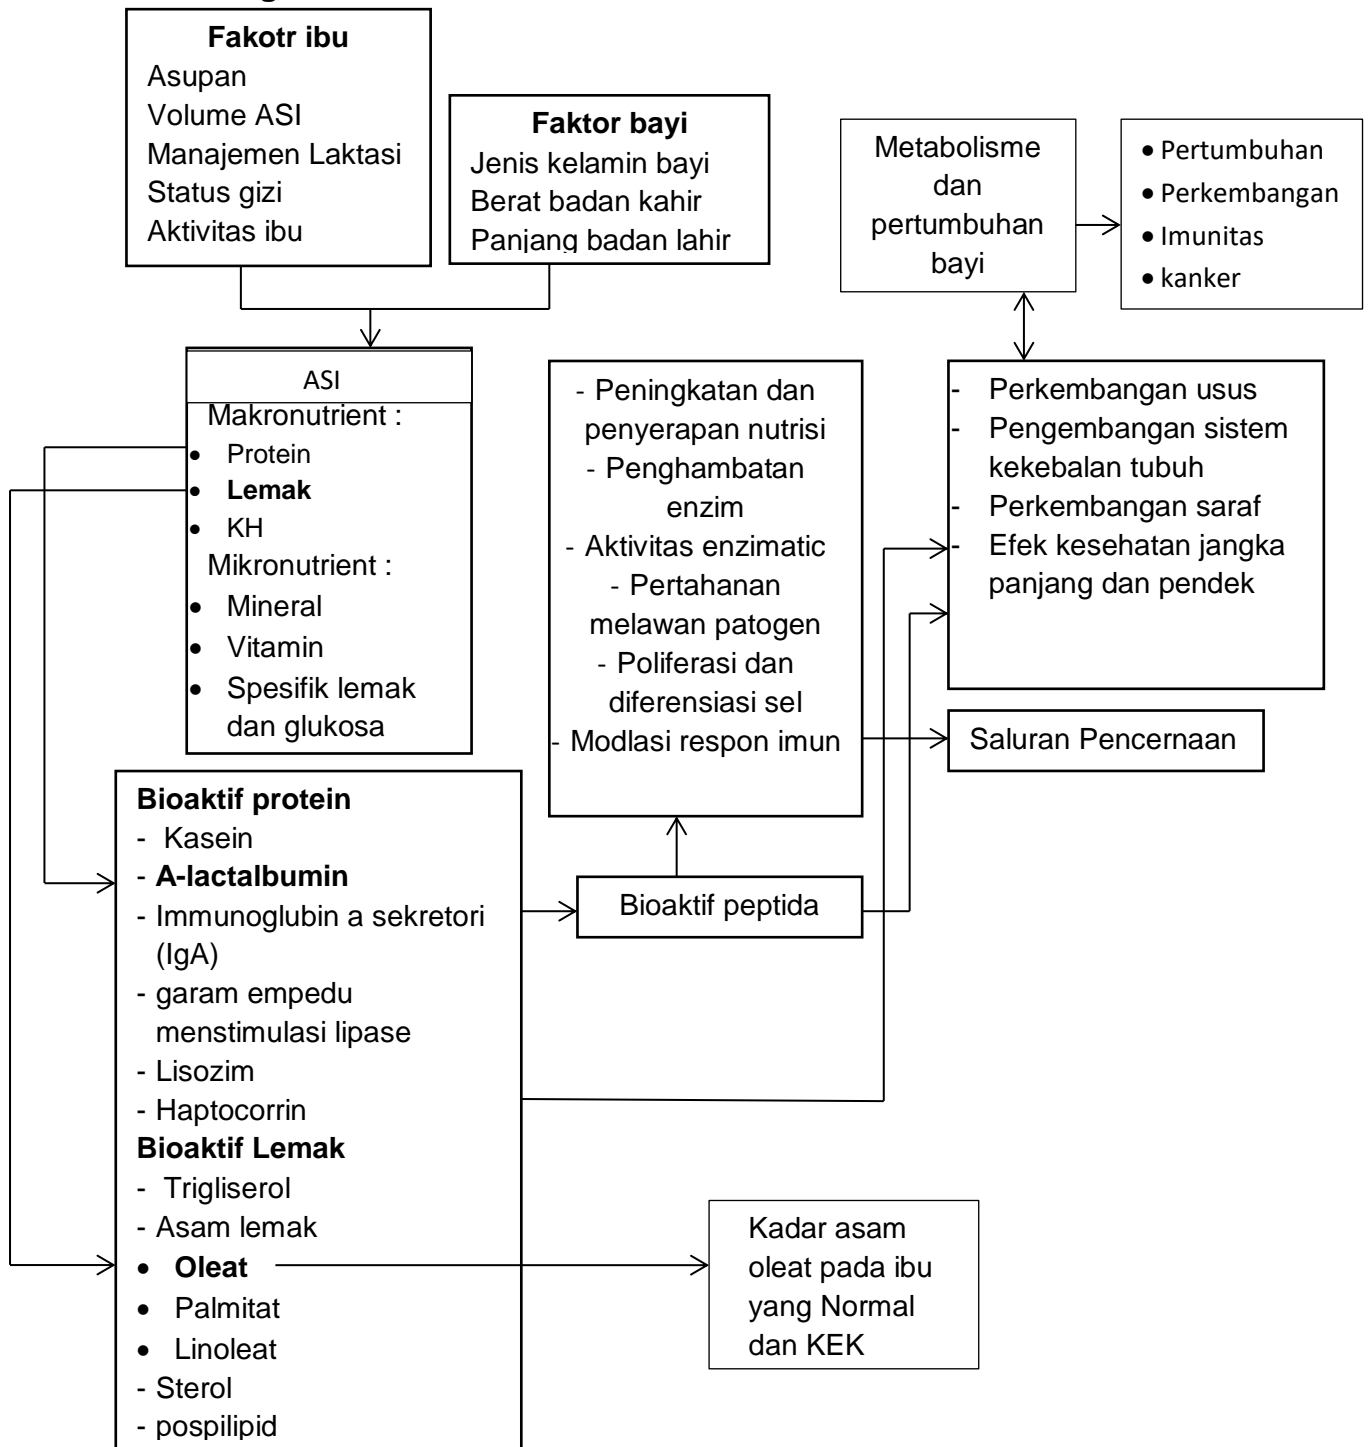 Fakotr ibu
Asupan
Volume ASI
Manajemen Laktasi
Status gizi
Aktivitas ibu
Faktor bayi
Jenis kelamin bayi
Berat badan kahir
Panjang badan lahir
Metabolisme
dan
pertumbuhan
bayi
• Pertumbuhan
• Perkembangan
• Imunitas
• kanker
ASI
Makronutrient :
• Protein
• Lemak
• KH
Mikronutrient :
• Mineral
• Vitamin
• Spesifik lemak
dan glukosa
- Peningkatan dan
penyerapan nutrisi
- Penghambatan
enzim
- Aktivitas enzimatic
- Pertahanan
melawan patogen
- Poliferasi dan
diferensiasi sel
- Modlasi respon imun
- Perkembangan usus
- Pengembangan sistem
kekebalan tubuh
- Perkembangan saraf
- Efek kesehatan jangka
panjang dan pendek
Saluran Pencernaan
Bioaktif protein
- Kasein
- A-lactalbumin
- Immunoglubin a sekretori
(IgA)
- garam empedu
menstimulasi lipase
- Lisozim
- Haptocorrin
Bioaktif Lemak
- Trigliserol
- Asam lemak
• Oleat
• Palmitat
• Linoleat
- Sterol
- pospilipid
Bioaktif peptida
Kadar asam
oleat pada ibu
yang Normal
dan KEK